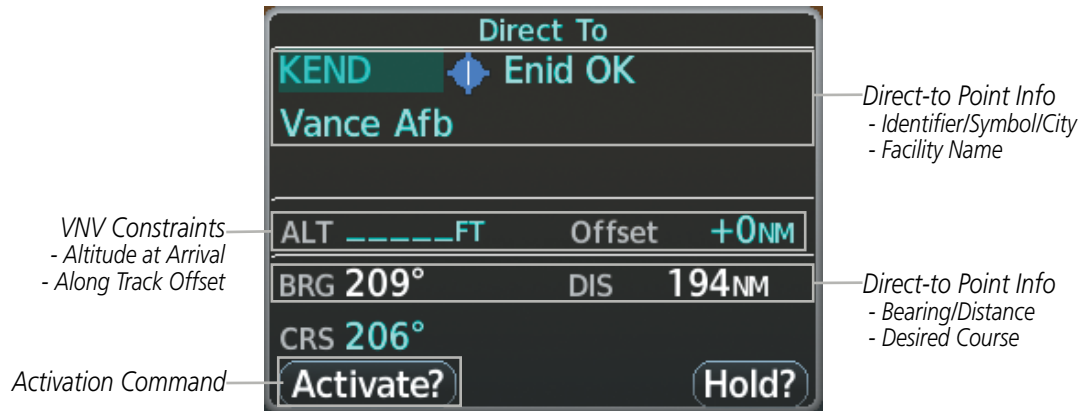 Direct To
KEND Enid OK
Vance Afb
Direct-to Point Info
- Identifier/Symbol/City
- Facility Name
VNV Constraints
- Altitude at Arrival
- Along Track Offset
ALT _____FT Offset +0NM
BRG 209° DIS 194NM
Direct-to Point Info
- Bearing/Distance
- Desired Course
CRS 206°
Activation Command
Activate? Hold?